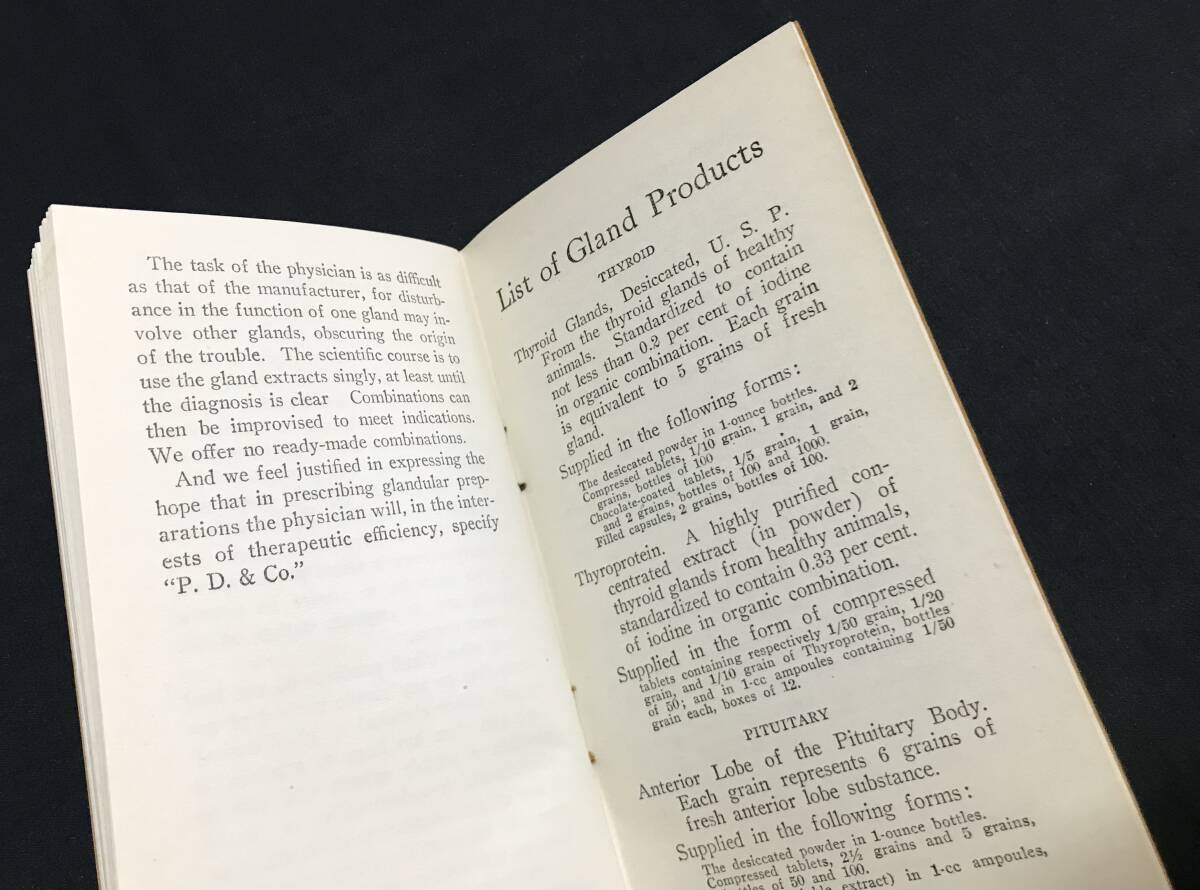 The task of the physician is as difficult
as that of the manufacturer, for disturb-
ance in the function of one gland may in-
volve other glands, obscuring the origin
of the trouble. The scientific course is to
use the gland extracts singly, at least until
the diagnosis is clear Combinations can
then be improvised to meet indications.
We offer no ready-made combinations.
And we feel justified in expressing the
hope that in prescribing glandular prep-
arations the physician will, in the inter-
ests of therapeutic efficiency, specify
“P. D. & Co.”
List of Gland Products
THYROID
Thyroid Glands, Desiccated, U. S. P.
From the thyroid glands of healthy
animals. Standardized to contain
not less than 0.2 per cent of iodine
in organic combination. Each grain
is equivalent to 5 grains of fresh
gland.
Supplied in the following forms:
The desiccated powder in 1-ounce bottles.
Compressed tablets, 1/10 grain, 1 grain, and 2
grains, bottles of 100
Chocolate-coated tablets, 1/5 grain, 1 grain,
and 2 grains, bottles of 100 and 1000.
Filled capsules, 2 grains, bottles of 100.
Thyroprotein. A highly purified con-
centrated extract (in powder) of
thyroid glands from healthy animals,
standardized to contain 0.33 per cent.
of iodine in organic combination.
Supplied in the form of compressed
tablets containing respectively 1/50 grain, 1/20
grain, and 1/10 grain of Thyroprotein, bottles
of 50; and in 1-cc ampoules containing 1/50
grain each, boxes of 12.
PITUITARY
Anterior Lobe of the Pituitary Body.
Each grain represents 6 grains of
fresh anterior lobe substance.
Supplied in the following forms:
The desiccated powder in 1-ounce bottles.
Compressed tablets, 2½ grains and 5 grains,
of 50 and 100.
extract) in 1-cc ampoules,